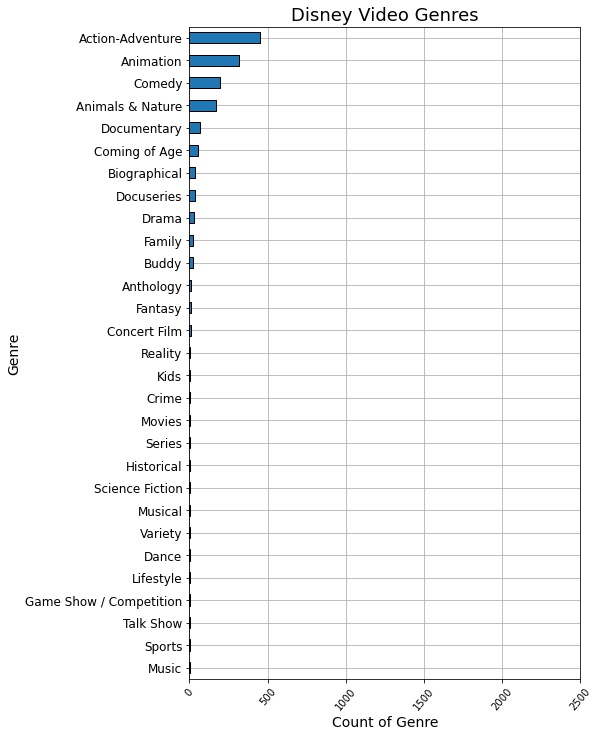 Disney Video Genres
Action-Adventure
Animation
Comedy
Animals & Nature
Documentary
Coming of Age
Biographical
Docuseries
Drama
Family
Buddy
Anthology
Fantasy
Concert Film
Reality
Kids
Crime
Movies
Series
Historical
Science Fiction
Musical
Variety
Dance
Lifestyle
Game Show / Competition
Talk Show
Sports
Music
Genre
0 500 1000 1500 2000 2500
Count of Genre